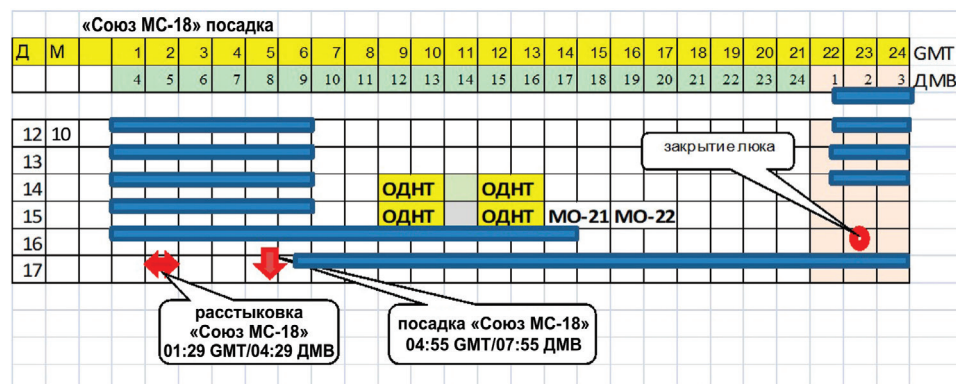 «Союз МС-18» посадка
Д М 1 2 3 4 5 6 7 8 9 10 11 12 13 14 15 16 17 18 19 20 21 22 23 24 GMT
4 5 6 7 8 9 10 11 12 13 14 15 16 17 18 19 20 21 22 23 24 1 2 3 ДМВ
12 10
закрытие люка
13
14 ОДНТ ОДНТ
15 ОДНТ ОДНТ МО-21 МО-22
16
17
расстыковка
«Союз МС-18»
01:29 GMT/04:29 ДМВ
посадка «Союз МС-18»
04:55 GMT/07:55 ДМВ